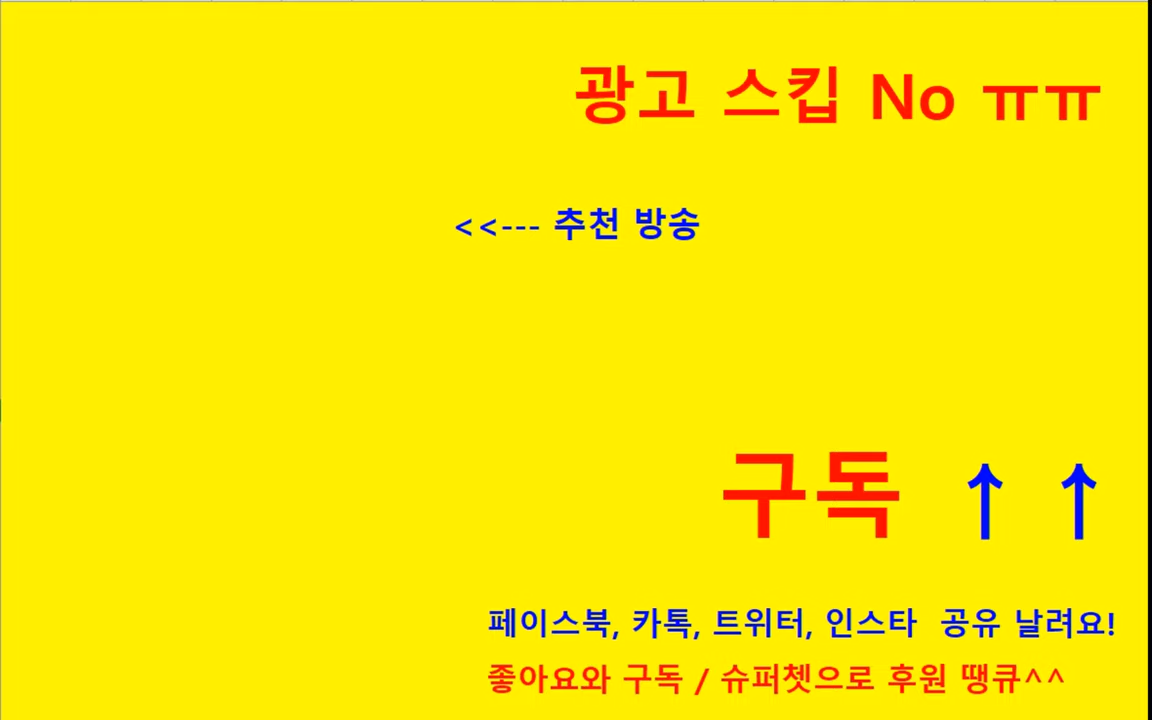 광고 스킵 No ㅠㅠ
<<--- 추천 방송
구독 ↑ ↑
페이스북, 카톡, 트위터, 인스타 공유 날려요!
좋아요와 구독 / 슈퍼쳇으로 후원 땡큐^^